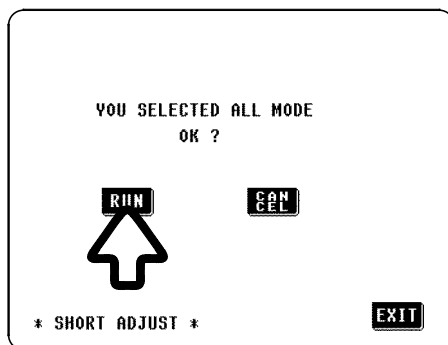 YOU SELECTED ALL MODE
OK ?
RUN
CAN
CEL
* SHORT ADJUST *
EXIT